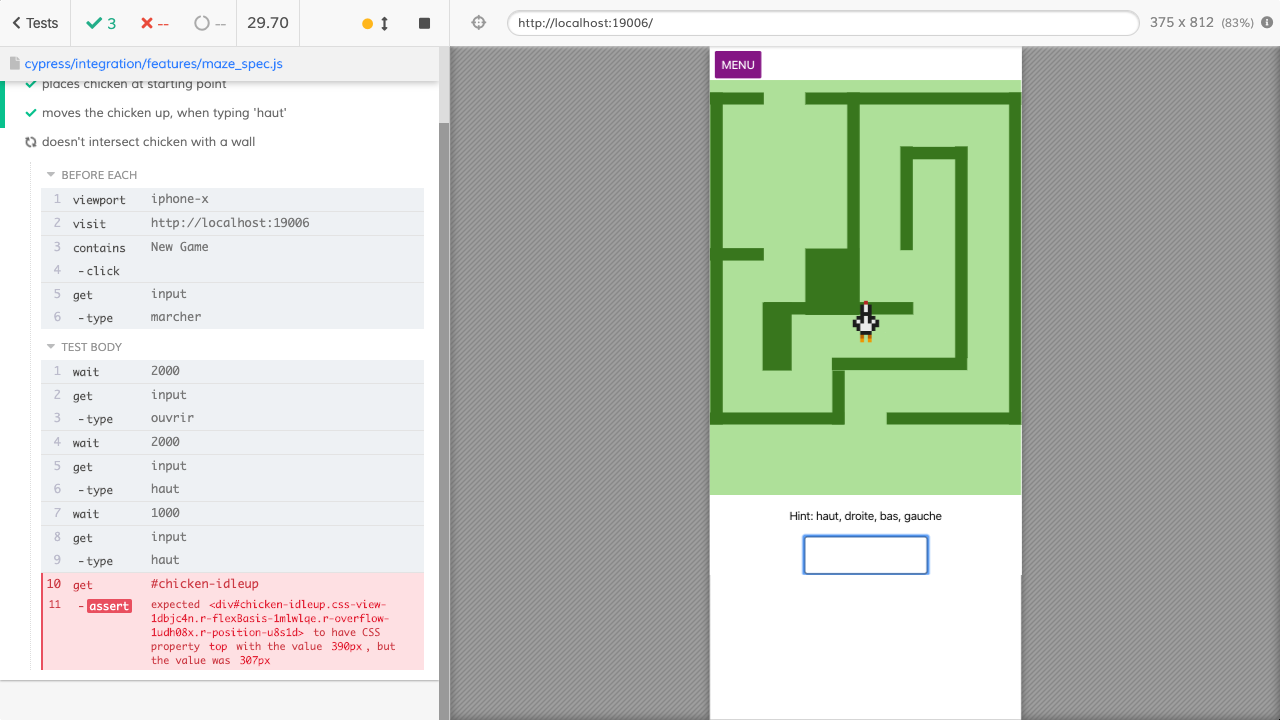 Tests
3
--
--
29.70
http://localhost:19006/
375 x 812 (83%)
cypress/integration/features/maze_spec.js
places chicken at starting point
moves the chicken up, when typing 'haut'
doesn't intersect chicken with a wall
BEFORE EACH
1 viewport iphone-x
2 visit http://localhost:19006
3 contains New Game
4 -click
5 get input
6 -type marcher
TEST BODY
1 wait 2000
2 get input
3 -type ouvrir
4 wait 2000
5 get input
6 -type haut
7 wait 1000
8 get input
9 -type haut
10 get #chicken-idleup
11 -assert expected <div#chicken-idleup.css-view-
1dbjc4n.r-flexBasis-1mlwlqe.r-overflow-
1udh08x.r-position-u8s1d> to have CSS
property top with the value 390px, but
the value was 307px
MENU
Hint: haut, droite, bas, gauche